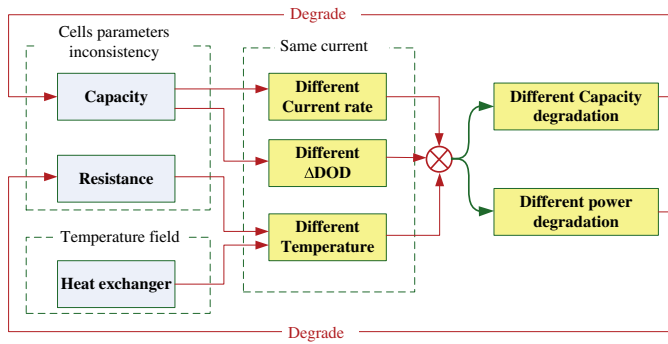 Degrade
Cells parameters
inconsistency
Same current
Capacity
Different
Current rate
Different Capacity
degradation
Different
ΔDOD
Resistance
Different
Temperature
Different power
degradation
Temperature field
Heat exchanger
Degrade